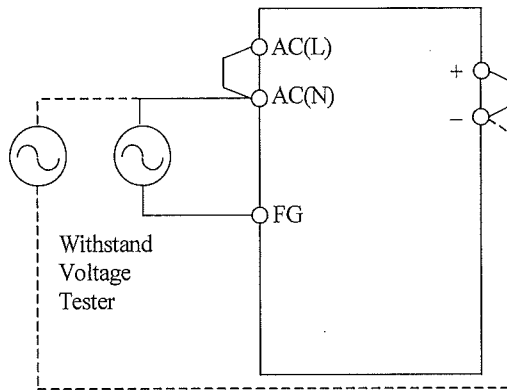 AC(L)
AC(N)
+
−
FG
Withstand
Voltage
Tester